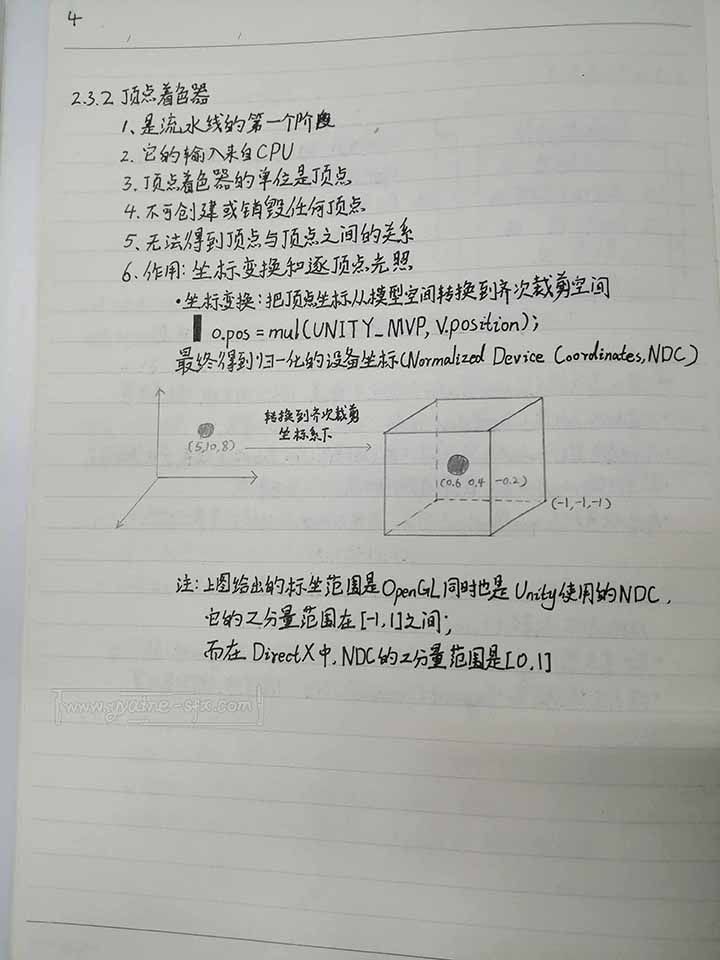 4
2.3.2 顶点着色器
1、是流水线的第一个阶段
2. 它的输入来自CPU
3. 顶点着色器的单位是顶点
4. 不可创建或销毁任何顶点
5、无法得到顶点与顶点之间的关系
6. 作用: 坐标变换和逐顶点光照
·坐标变换:把顶点坐标从模型空间转换到齐次裁剪空间
o.pos = mul(UNITY_MVP, V.position);
最终得到归一化的设备坐标(Normalized Device Coordinates,NDC)
转换到齐次裁剪
坐标系下
(5,10,8)
(0.6 0.4 -0.2)
(-1,-1,-1)
注:上图给出的标坐范围是OpenGL同时也是Unity使用的NDC,
它的Z分量范围在[-1,1]之间;
而在DirectX中,NDC的Z分量范围是[0,1]